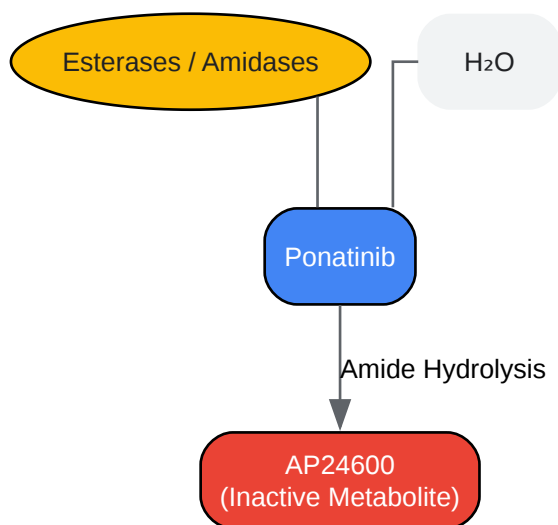 Esterases / Amidases
H₂O
Ponatinib
Amide Hydrolysis
AP24600
(Inactive Metabolite)